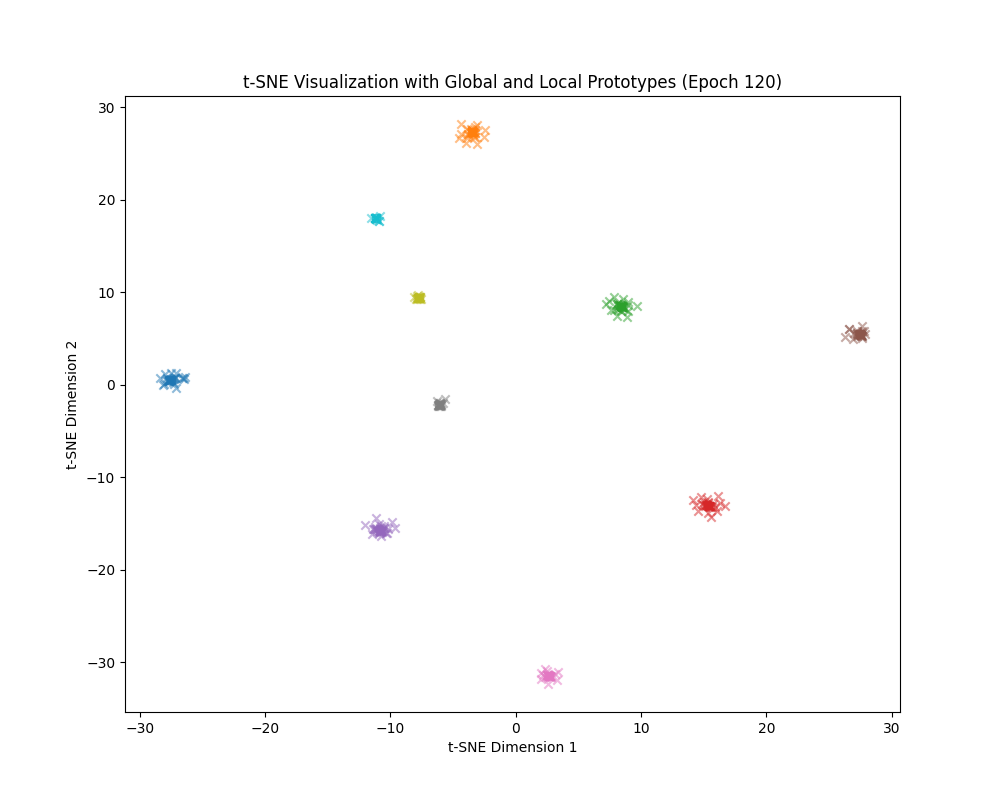 t-SNE Visualization with Global and Local Prototypes (Epoch 120)
30
20
10
0
−10
−20
−30
t-SNE Dimension 2
−30 −20 −10 0 10 20 30
t-SNE Dimension 1